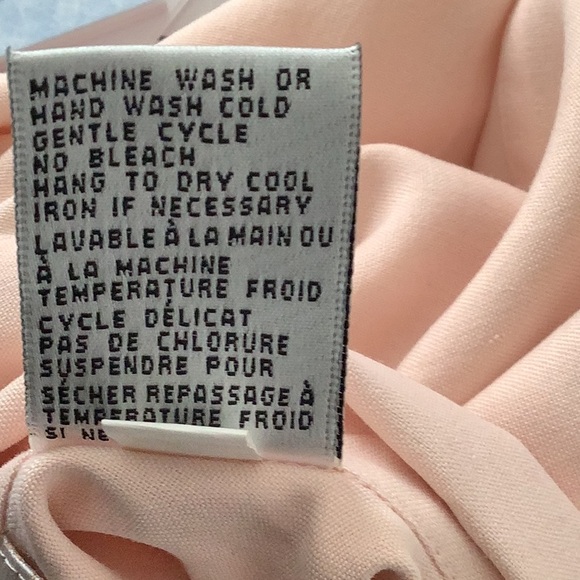 MACHINE WASH OR
HAND WASH COLD
GENTLE CYCLE
NO BLEACH
HANG TO DRY COOL
IRON IF NECESSARY
LAVABLE À LA MAIN OU
À LA MACHINE
TEMPERATURE FROID
CYCLE DÉLICAT
PAS DE CHLORURE
SUSPENDRE POUR
SÉCHER REPASSAGE À
TEMPERATURE FROID
SI